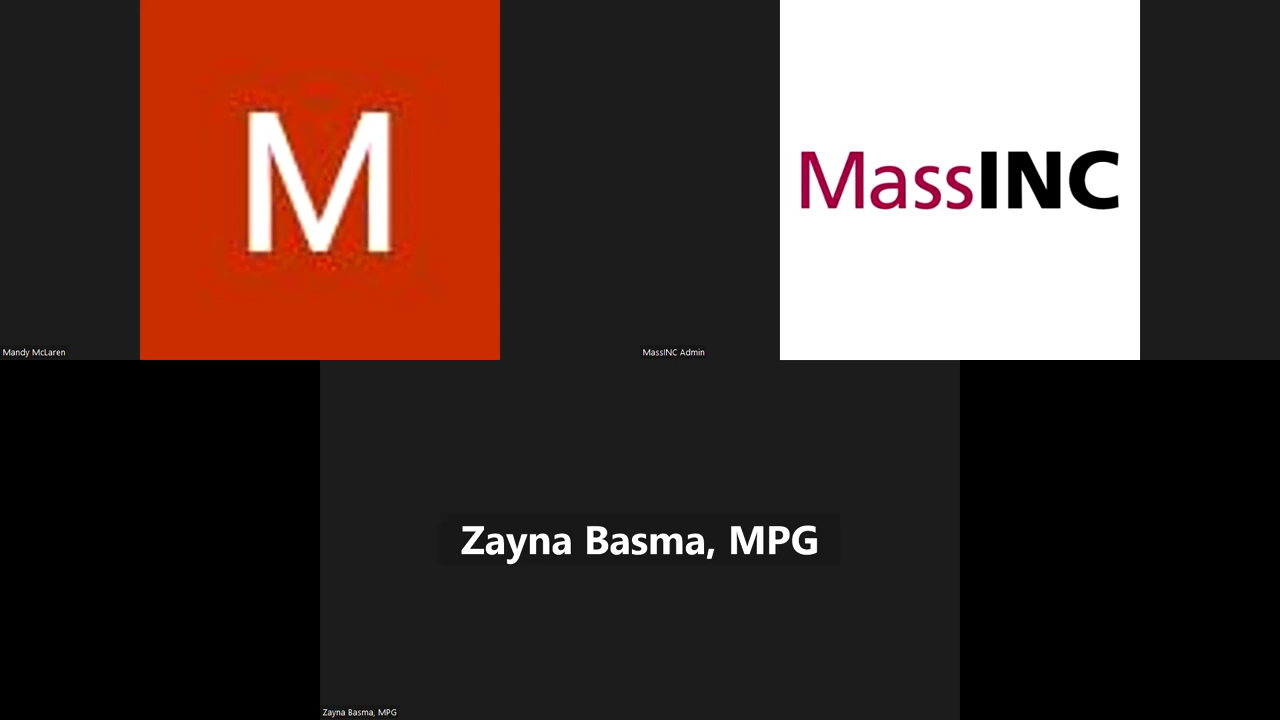 M
MassINC
Mandy McLaren
MassINC Admin
Zayna Basma, MPG
Zayna Basma, MPG